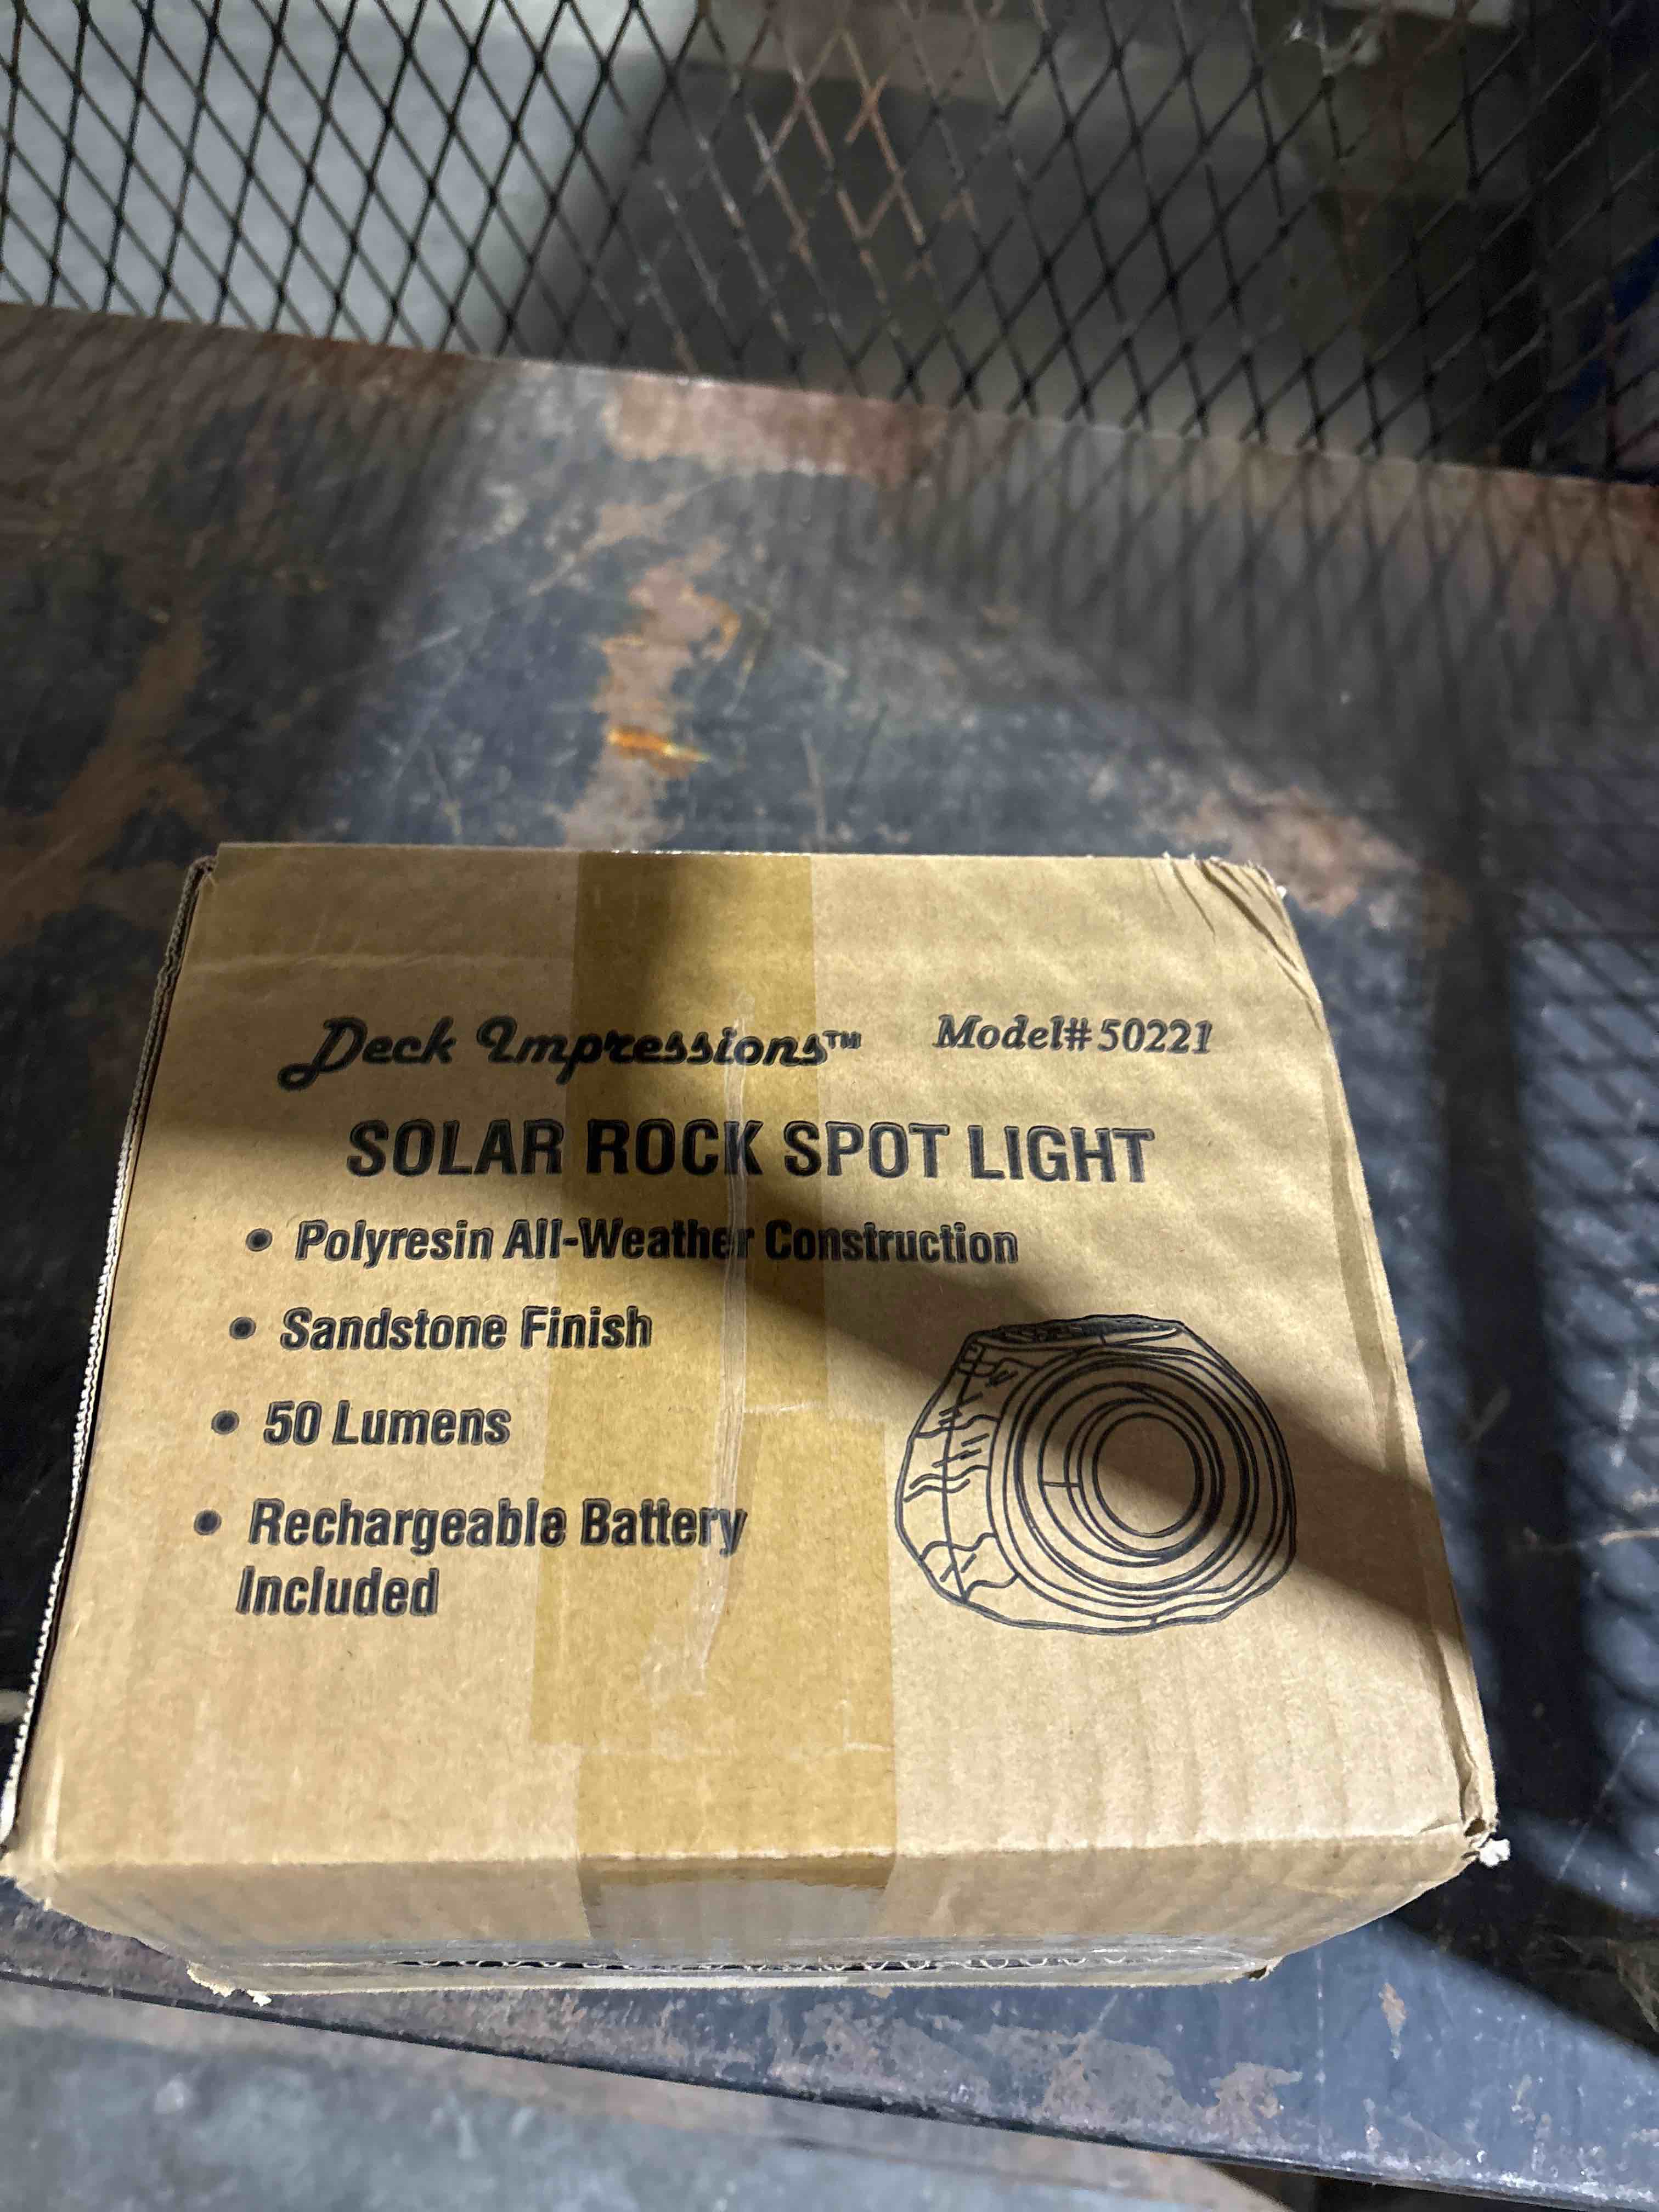 Deck Impressions™ Model# 50221
SOLAR ROCK SPOT LIGHT
• Polyresin All-Weather Construction
• Sandstone Finish
• 50 Lumens
• Rechargeable Battery
Included